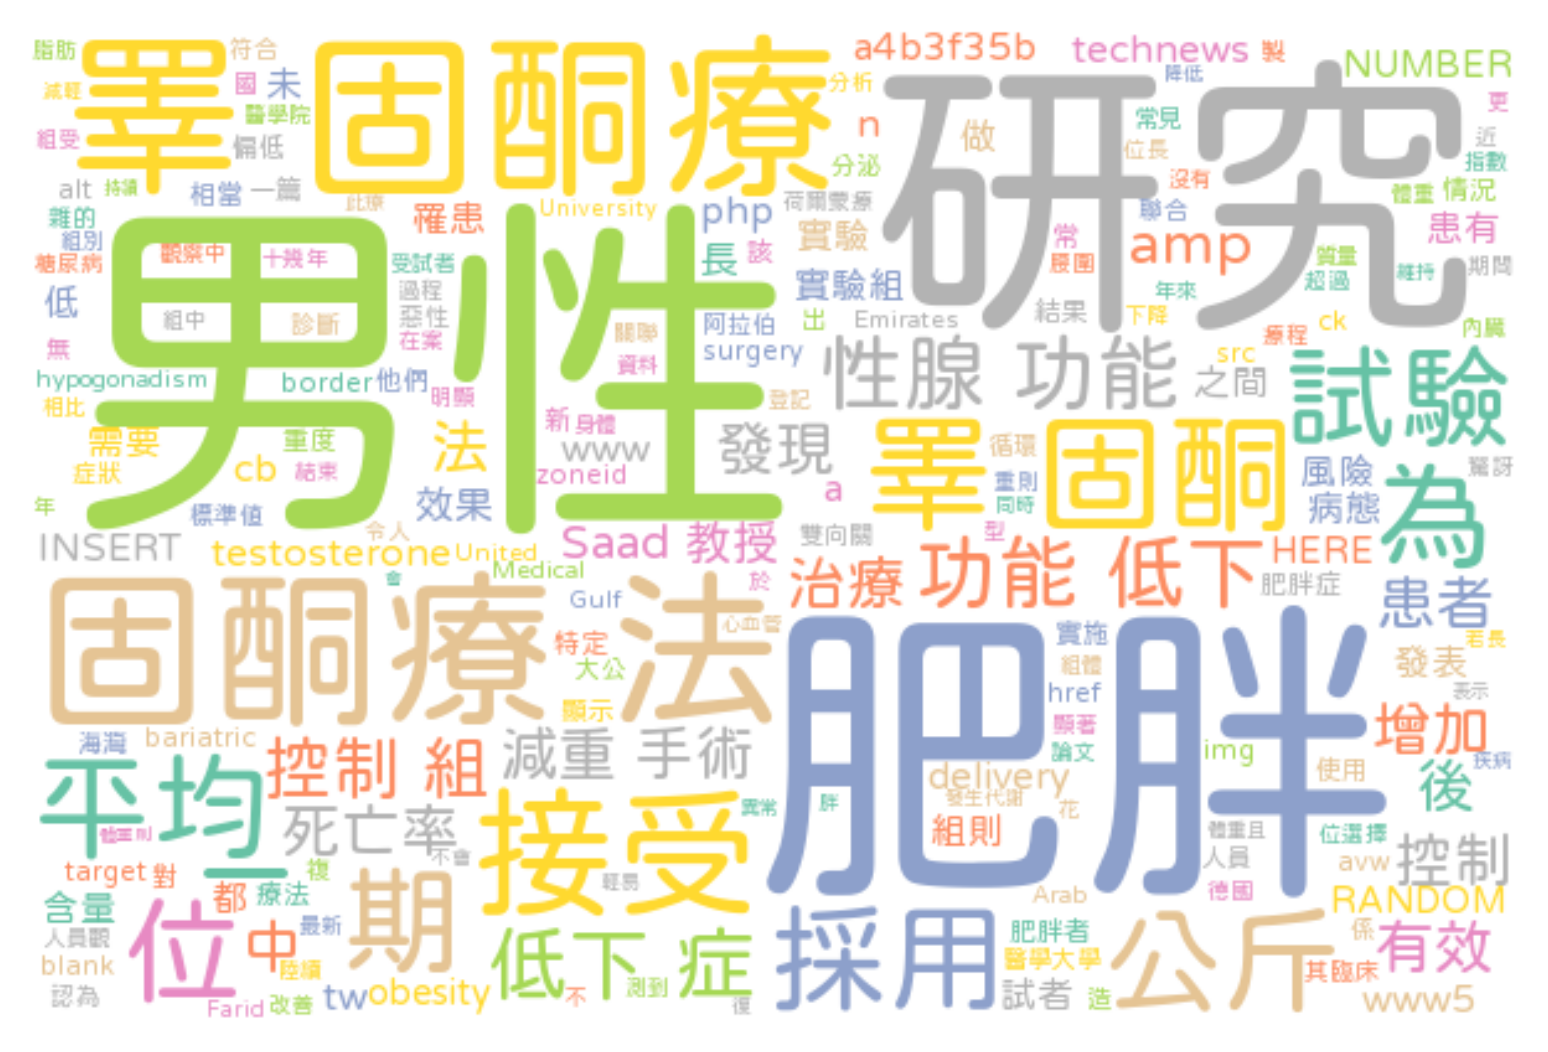 脂肪
符合
a4b3f35b
technews
製
NUMBER
睪固酮療
研究
減輕
國
未
醫學院
分析
降低
更
組受
偏低
n
做
常見
近
位長
指數
分泌
alt
持續
相當
一篇
此療
University
php
荷爾蒙療
沒有
體重
情況
雜的
罹患
實驗
聯合
患有
組別
觀察中
十幾年
受試者
長
該
常
amp
質量
糖尿病
腰圍
超過
維持
期間
低
男性
過程
實驗組
年來
組中
診斷
惡性
關聯
阿拉伯
出
Emirates
結果
下降
ck
內臟
無
在案
surgery
療程
資料
性腺 功能
src
之間
試驗
hypogonadism
border
他們
明顯
登記
相比
需要
重度
法
新
身體
www
發現
睪固酮
循環
風險
驚訝
症狀
cb
結束
zoneid
a
重則
病態
為
年
標準值
效果
同時
令人
雙向關
型
INSERT
testosterone
United
Saad 教授
功能 低下
HERE
Medical
會
於
治療
肥胖症
患者
固酮療法
Gulf
心血管
肥胖
實施
特定
若長
大公
組體
發表
表示
href
顯示
顯著
增加
海灣
bariatric
控制 組
減重 手術
論文
img
疾病
平均
delivery
使用
後
發生代謝
異常
胖
花
體重則
死亡率
接受
組則
體重且
位選擇
不會
人員
avw
控制
target
對
複
輕易
含量
都
療法
期
Arab
德國
RANDOM
人員觀
位
中
最新
低下 症
採用
肥胖者
公斤
係
有效
blank
陸續
醫學大學
其臨床
認為
Farid
改善
tw
obesity
不
測到
復
試者
造
www5